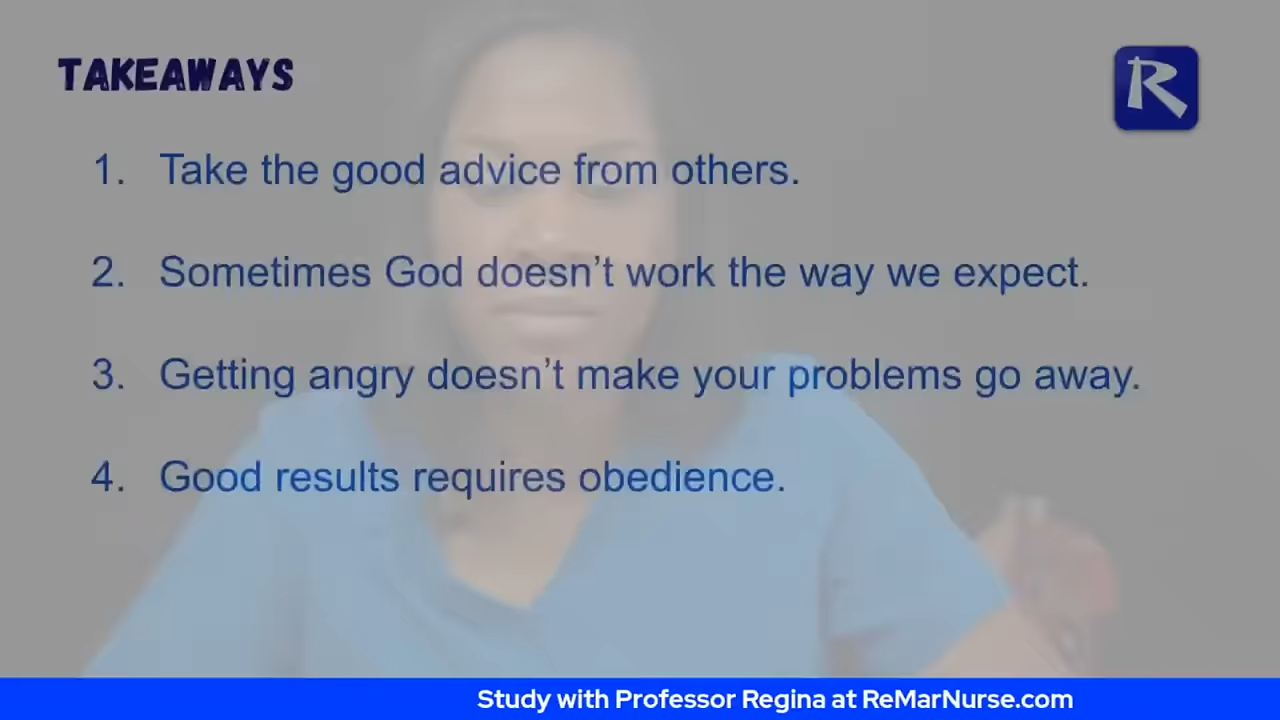 TAKEAWAYS
R
1. Take the good advice from others.
2. Sometimes God doesn’t work the way we expect.
3. Getting angry doesn’t make your problems go away.
4. Good results requires obedience.
Study with Professor Regina at ReMarNurse.com